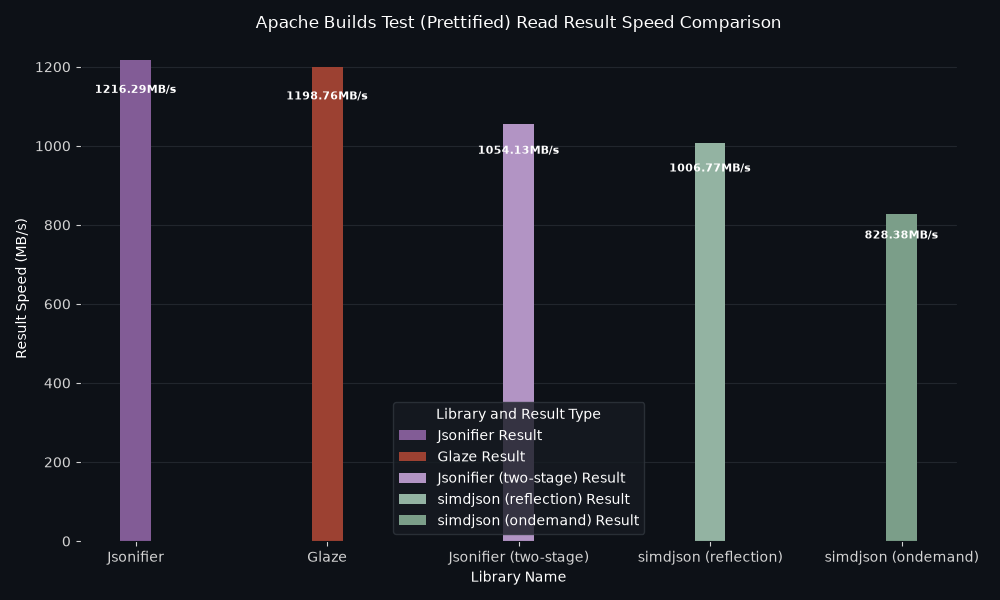 Apache Builds Test (Prettified) Read Result Speed Comparison
Result Speed (MB/s)
1200
1000
800
600
400
200
0
1216.29MB/s
1198.76MB/s
1054.13MB/s
1006.77MB/s
828.38MB/s
Library and Result Type
Jsonifier Result
Glaze Result
Jsonifier (two-stage) Result
simdjson (reflection) Result
simdjson (ondemand) Result
Jsonifier
Glaze
Jsonifier (two-stage)
simdjson (reflection)
simdjson (ondemand)
Library Name